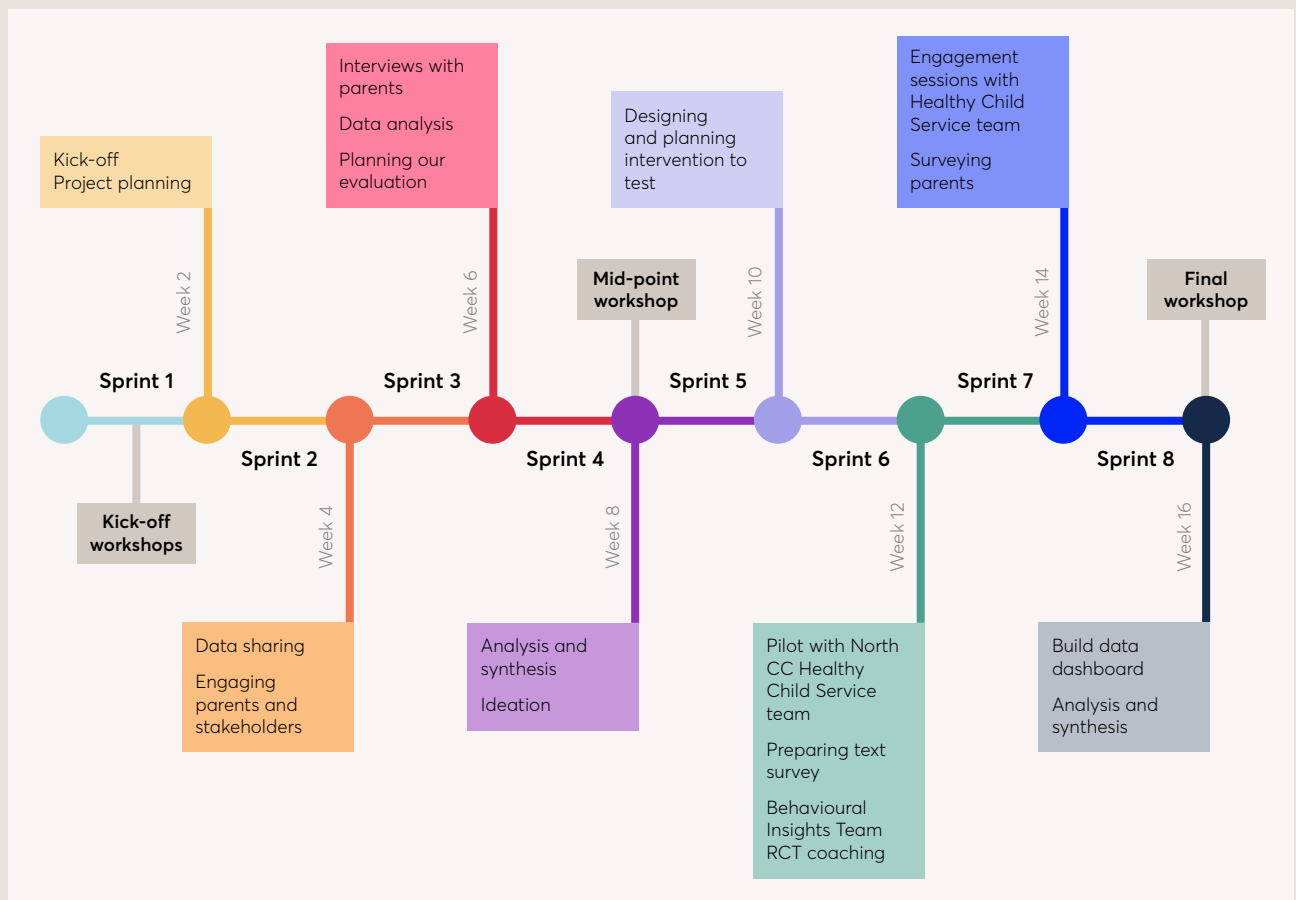 Kick-off
Project planning
Week 2
Sprint 1
Kick-off
workshops
Sprint 2
Week 4
Data sharing
Engaging
parents and
stakeholders
Interviews with
parents
Data analysis
Planning our
evaluation
Week 6
Sprint 3
Sprint 4
Week 8
Analysis and
synthesis
Ideation
Mid-point
workshop
Designing
and planning
intervention to
test
Week 10
Sprint 5
Sprint 6
Week 12
Pilot with North
CC Healthy
Child Service
team
Preparing text
survey
Behavioural
Insights Team
RCT coaching
Engagement
sessions with
Healthy Child
Service team
Surveying
parents
Week 14
Sprint 7
Sprint 8
Week 16
Build data
dashboard
Analysis and
synthesis
Final
workshop